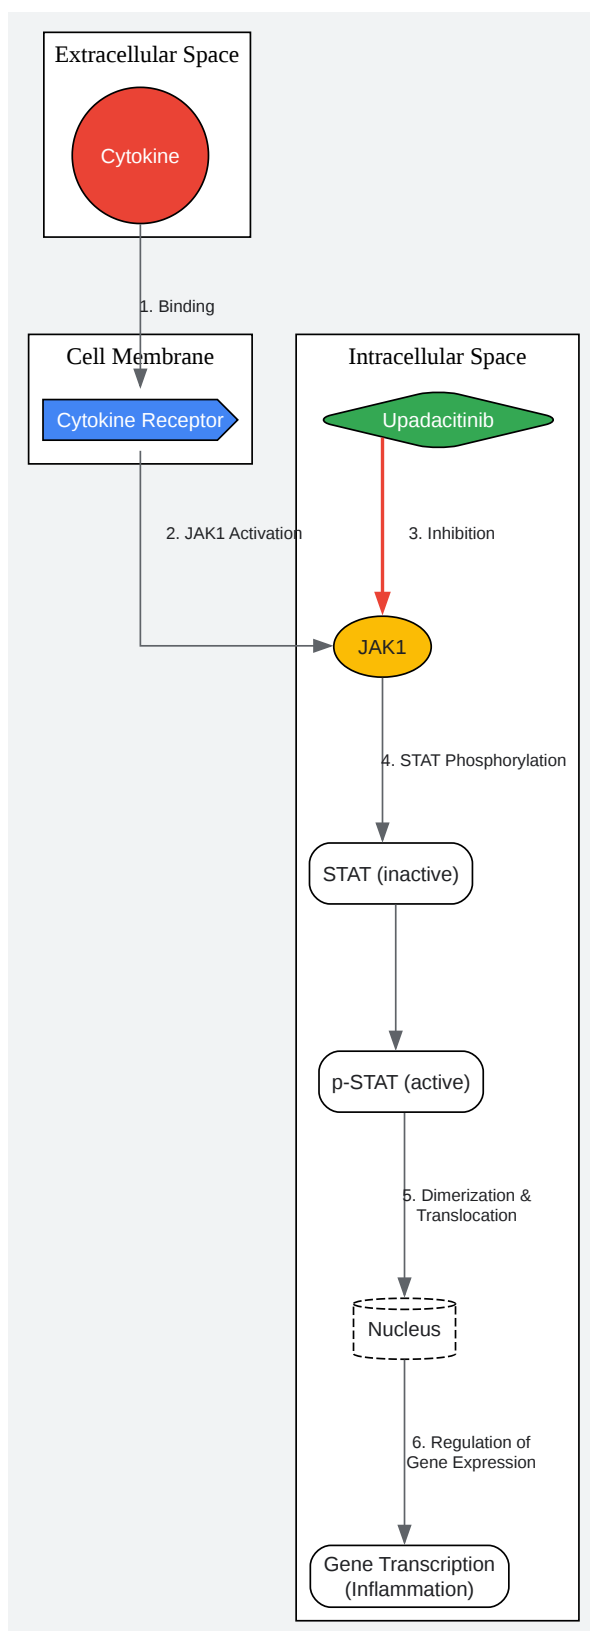 Extracellular Space
Cytokine
1. Binding
Cell Membrane
Cytokine Receptor
Intracellular Space
Upadacitinib
2. JAK1 Activation
3. Inhibition
JAK1
4. STAT Phosphorylation
STAT (inactive)
p-STAT (active)
5. Dimerization &
Translocation
Nucleus
6. Regulation of
Gene Expression
Gene Transcription
(Inflammation)